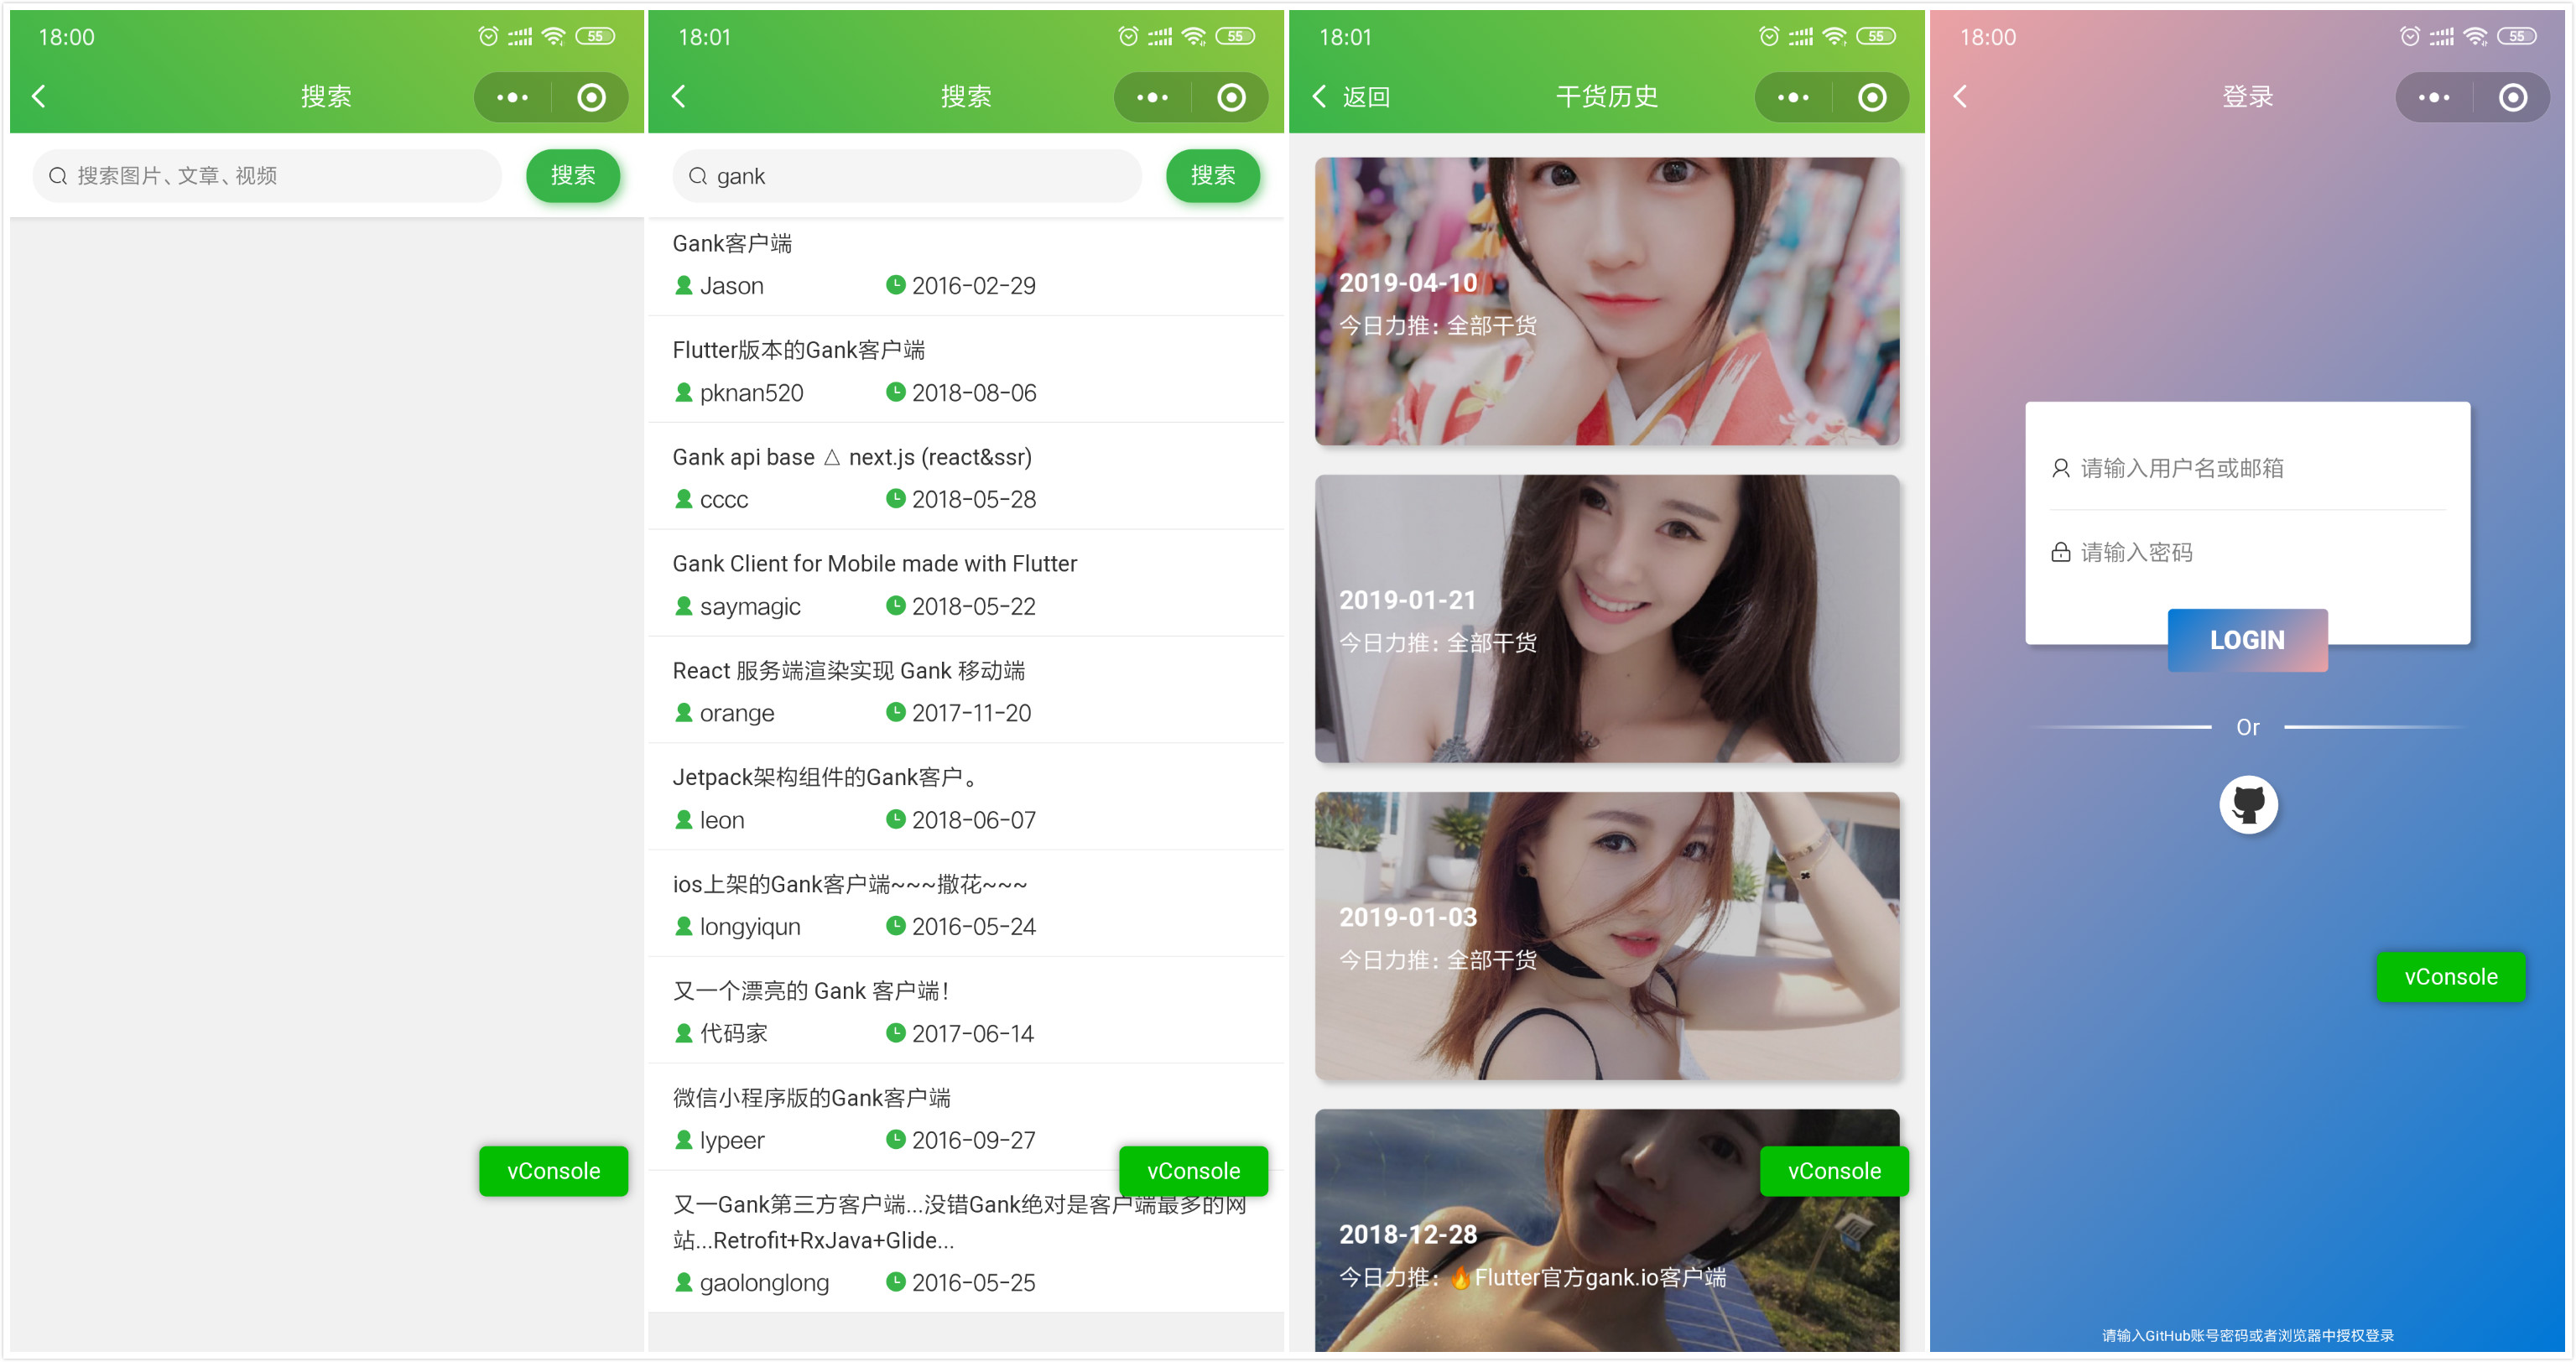 18:00
55
搜索
搜索图片、文章、视频
搜索
vConsole
18:01
55
搜索
gank
搜索
Gank客户端
Jason
2016-02-29
Flutter版本的Gank客户端
pknan520
2018-08-06
Gank api base △ next.js (react&ssr)
cccc
2018-05-28
Gank Client for Mobile made with Flutter
saymagic
2018-05-22
React 服务端渲染实现 Gank 移动端
orange
2017-11-20
Jetpack架构组件的Gank客户。
leon
2018-06-07
ios上架的Gank客户端~~~撒花~~~
longyiqun
2016-05-24
又一个漂亮的 Gank 客户端！
代码家
2017-06-14
微信小程序版的Gank客户端
lypeer
2016-09-27
vConsole
又一Gank第三方客户端...没错Gank绝对是客户端最多的网
站...Retrofit+RxJava+Glide...
gaolonglong
2016-05-25
18:01
55
返回
干货历史
2019-04-10
今日力推：全部干货
2019-01-21
今日力推：全部干货
2019-01-03
今日力推：全部干货
vConsole
2018-12-28
今日力推：🔥Flutter官方gank.io客户端
18:00
55
登录
请输入用户名或邮箱
请输入密码
LOGIN
Or
vConsole
请输入GitHub账号密码或者浏览器中授权登录